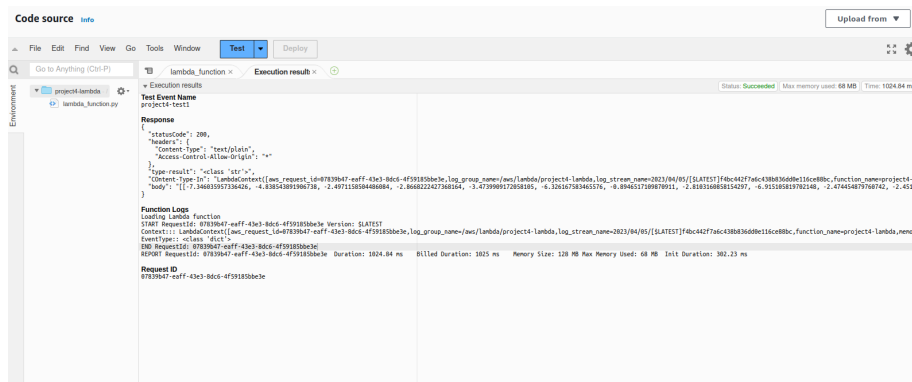 Code source Info
Upload from ▼
File Edit Find View Go Tools Window Test Deploy
Go to Anything (Ctrl-P)
lambda_function × Execution result ×
Environment
project4-lambda
lambda_function.py
Execution results
Status: Succeeded Max memory used: 68 MB Time: 1024.84 m
Test Event Name
project4-test1
Response
{
"statusCode": 200,
"headers": {
"Content-Type": "text/plain",
"Access-Control-Allow-Origin": "*"
},
"type-result": "<class 'str'>",
"COntent-Type-In": "LambdaContext([aws_request_id=07839b47-eaff-43e3-8dc6-4f59185bbe3e,log_group_name=/aws/lambda/project4-lambda,log_stream_name=2023/04/05/[$LATEST]f4bc442f7a6c438b836dd0e116ce88bc,function_name=project4-
"body": "[[-7.346035957336426, -4.838543891906738, -2.4971158504486084, -2.8668222427368164, -3.4739909172058105, -6.326167583465576, -0.8946517109870911, -2.8103160858154297, -6.915105819702148, -2.474454879760742, -2.451
}
Function Logs
Loading Lambda function
START RequestId: 07839b47-eaff-43e3-8dc6-4f59185bbe3e Version: $LATEST
Context::: LambdaContext([aws_request_id=07839b47-eaff-43e3-8dc6-4f59185bbe3e,log_group_name=/aws/lambda/project4-lambda,log_stream_name=2023/04/05/[$LATEST]f4bc442f7a6c438b836dd0e116ce88bc,function_name=project4-lambda,memo
EventType:: <class 'dict'>
END RequestId: 07839b47-eaff-43e3-8dc6-4f59185bbe3e
REPORT RequestId: 07839b47-eaff-43e3-8dc6-4f59185bbe3e Duration: 1024.84 ms Billed Duration: 1025 ms Memory Size: 128 MB Max Memory Used: 68 MB Init Duration: 302.23 ms
Request ID
07839b47-eaff-43e3-8dc6-4f59185bbe3e